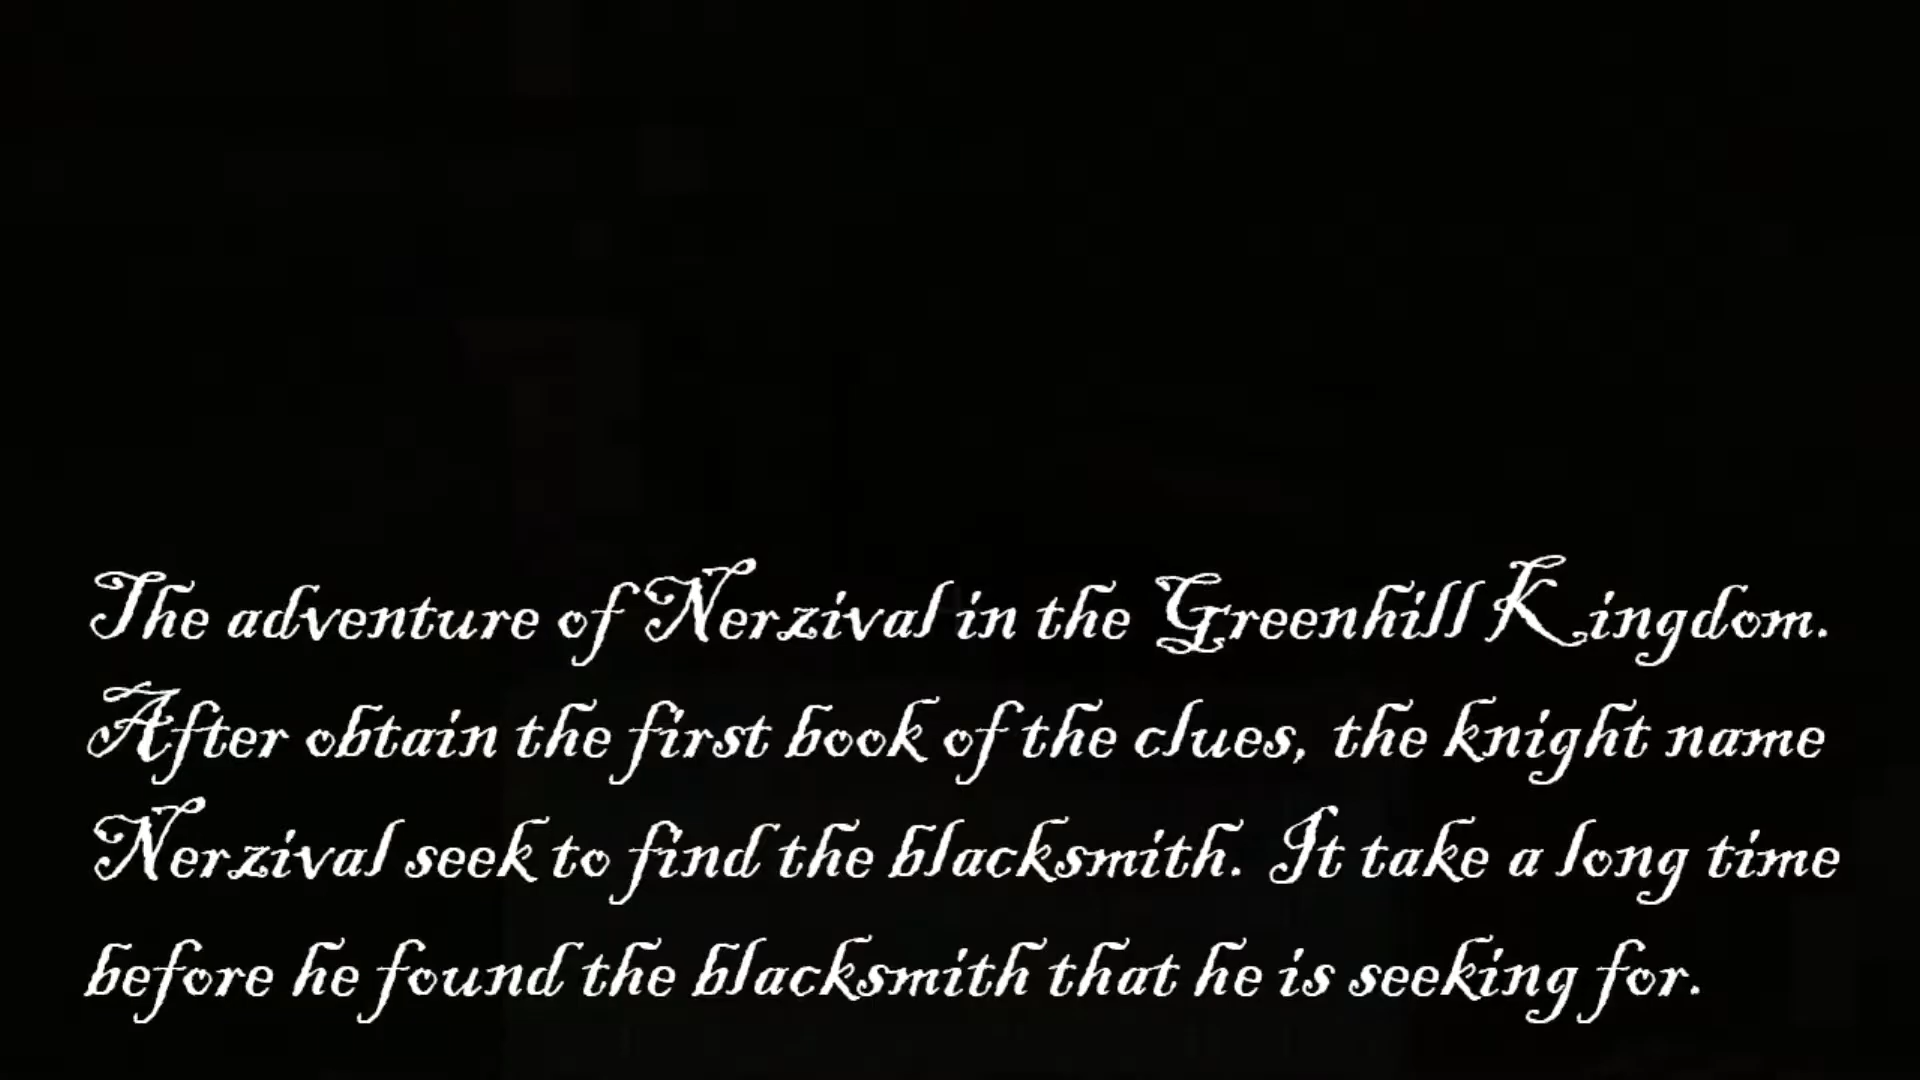 The adventure of Nerzival in the Greenhill Kingdom.
After obtain the first book of the clues, the knight name
Nerzival seek to find the blacksmith. It take a long time
before he found the blacksmith that he is seeking for.